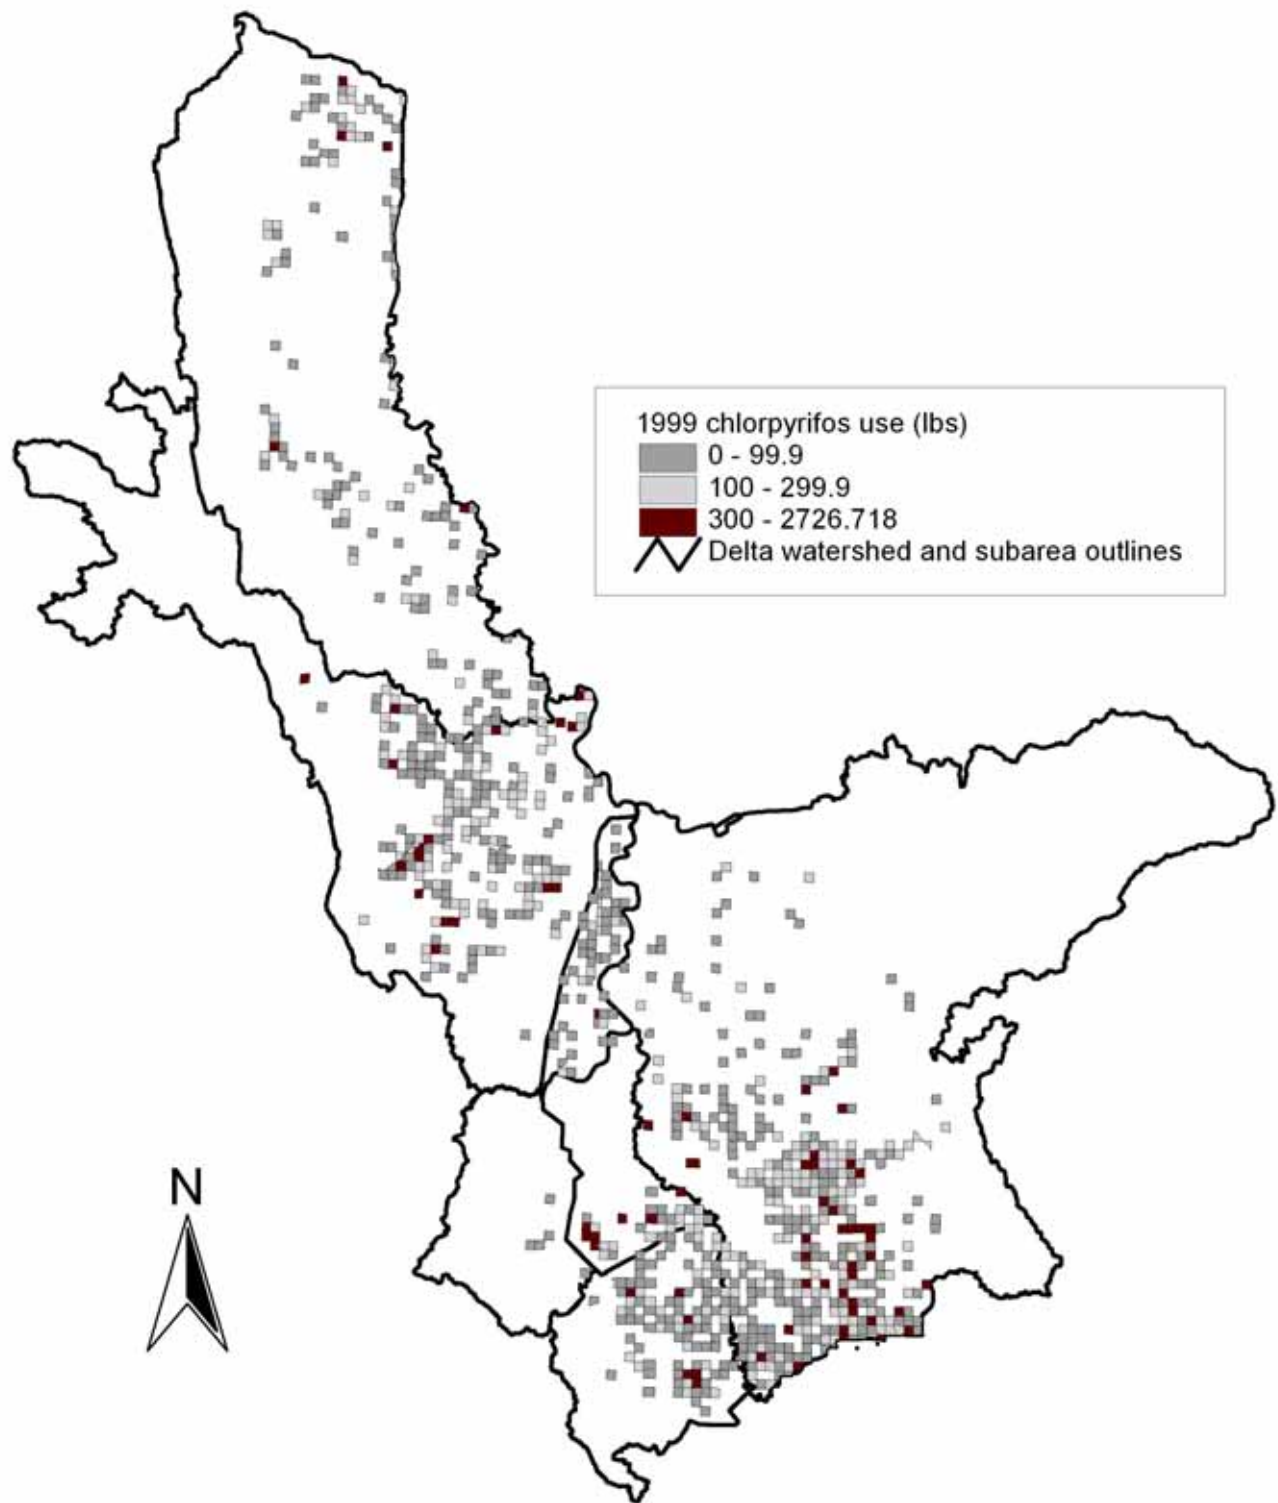 1999 chlorpyrifos use (lbs)
0 - 99.9
100 - 299.9
300 - 2726.718
Delta watershed and subarea outlines
N